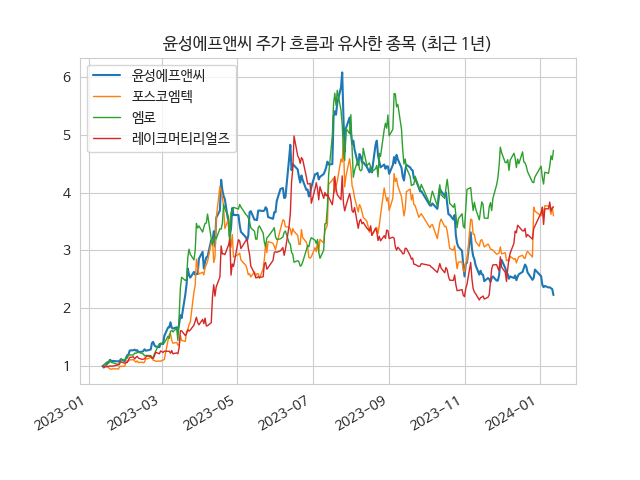 윤성에프앤씨 주가 흐름과 유사한 종목 (최근 1년)
윤성에프앤씨
포스코엠텍
엠로
레이크머티리얼즈
6
5
4
3
2
1
2023-01
2023-03
2023-05
2023-07
2023-09
2023-11
2024-01